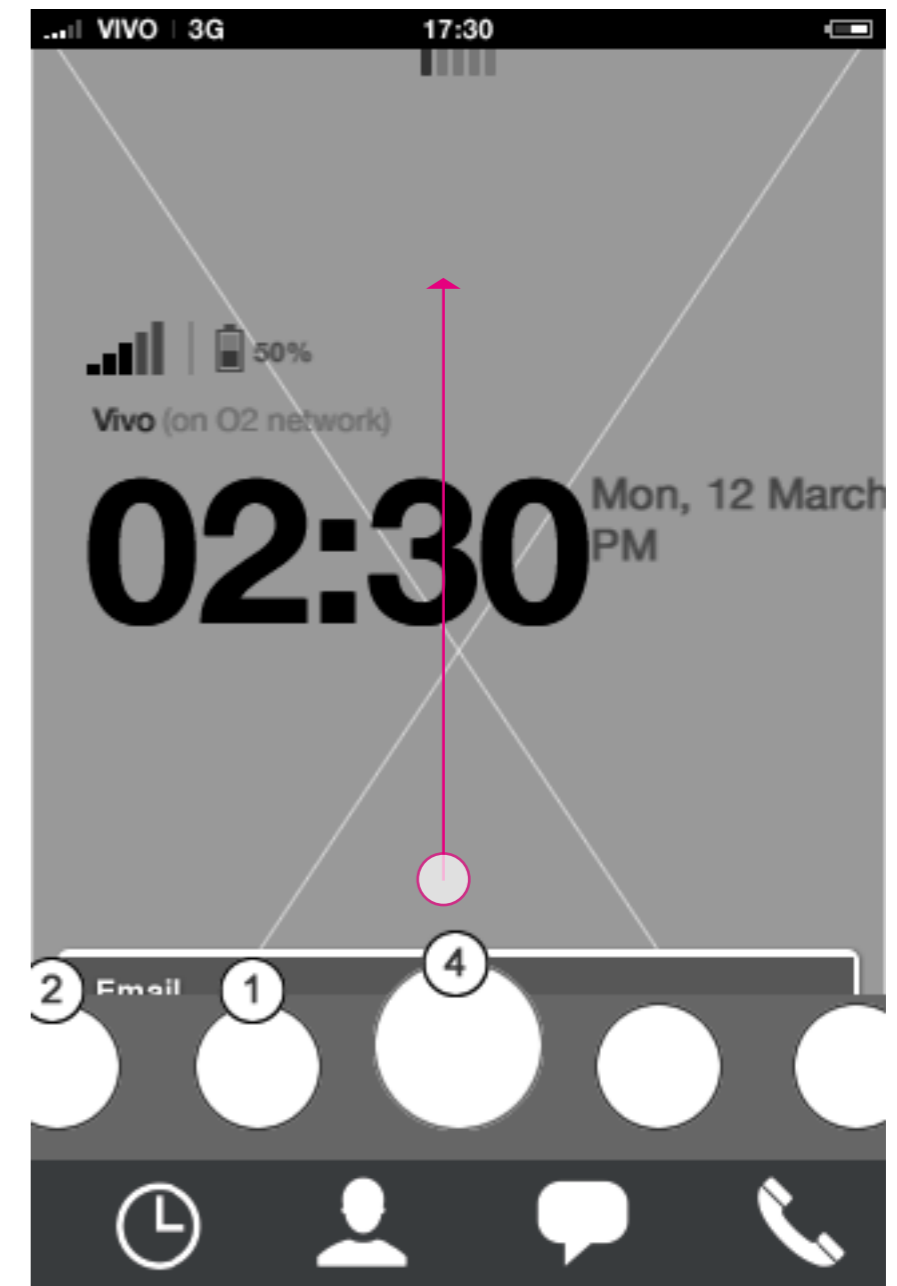 VIVO | 3G 17:30
50%
Vivo (on O2 network)
02:30 Mon, 12 March
PM
4
2 Email 1